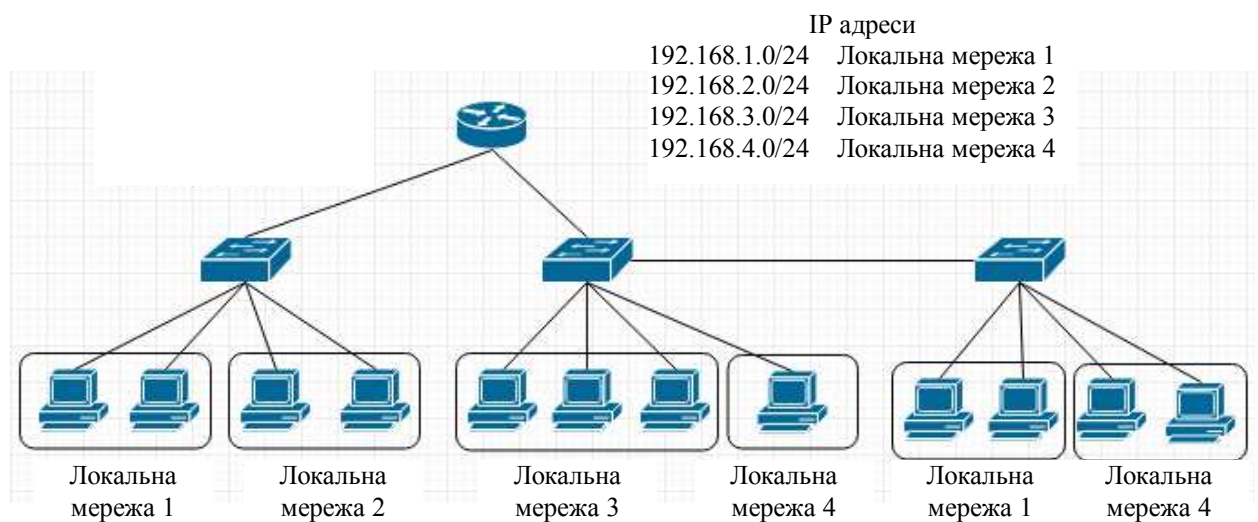 IP адреси
192.168.1.0/24 Локальна мережа 1
192.168.2.0/24 Локальна мережа 2
192.168.3.0/24 Локальна мережа 3
192.168.4.0/24 Локальна мережа 4
Локальна
мережа 1
Локальна
мережа 2
Локальна
мережа 3
Локальна
мережа 4
Локальна
мережа 1
Локальна
мережа 4